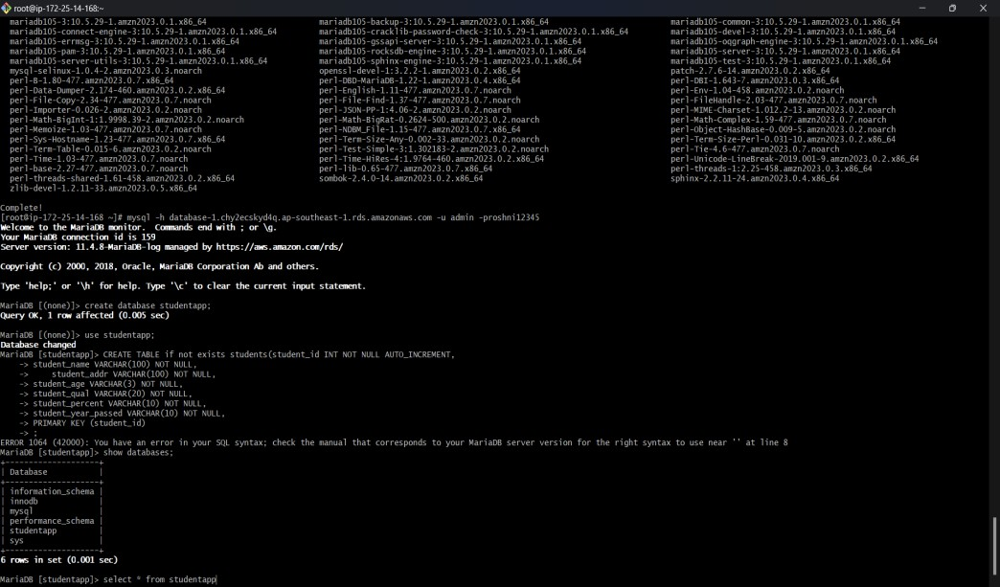 root@ip-172-25-14-168:~
mariadb105-3:10.5.29-1.amzn2023.0.1.x86_64 mariadb105-backup-3:10.5.29-1.amzn2023.0.1.x86_64 mariadb105-common-3:10.5.29-1.amzn2023.0.1.x86_64
mariadb105-connect-engine-3:10.5.29-1.amzn2023.0.1.x86_64 mariadb105-cracklib-password-check-3:10.5.29-1.amzn2023.0.1.x86_64 mariadb105-devel-3:10.5.29-1.amzn2023.0.1.x86_64
mariadb105-errmsg-3:10.5.29-1.amzn2023.0.1.x86_64 mariadb105-gssapi-server-3:10.5.29-1.amzn2023.0.1.x86_64 mariadb105-oqgraph-engine-3:10.5.29-1.amzn2023.0.1.x86_64
mariadb105-pam-3:10.5.29-1.amzn2023.0.1.x86_64 mariadb105-rocksdb-engine-3:10.5.29-1.amzn2023.0.1.x86_64 mariadb105-server-3:10.5.29-1.amzn2023.0.1.x86_64
mariadb105-server-utils-3:10.5.29-1.amzn2023.0.1.x86_64 mariadb105-sphinx-engine-3:10.5.29-1.amzn2023.0.1.x86_64 mariadb105-test-3:10.5.29-1.amzn2023.0.1.x86_64
mysql-selinux-1.0.4-2.amzn2023.0.3.noarch openssl-devel-1:3.2.2-1.amzn2023.0.2.x86_64 patch-2.7.6-14.amzn2023.0.2.x86_64
perl-B-1.80-477.amzn2023.0.7.x86_64 perl-DBD-MariaDB-1.22-1.amzn2023.0.4.x86_64 perl-DBI-1.643-7.amzn2023.0.3.x86_64
perl-Data-Dumper-2.174-460.amzn2023.0.2.x86_64 perl-English-1.11-477.amzn2023.0.7.noarch perl-Env-1.04-458.amzn2023.0.2.noarch
perl-File-Copy-2.34-477.amzn2023.0.7.noarch perl-File-Find-1.37-477.amzn2023.0.7.noarch perl-FileHandle-2.03-477.amzn2023.0.7.noarch
perl-Importer-0.026-2.amzn2023.0.2.noarch perl-JSON-PP-1:4.06-2.amzn2023.0.2.noarch perl-MIME-Charset-1.012.2-13.amzn2023.0.2.noarch
perl-Math-BigInt-1:1.9998.39-2.amzn2023.0.2.noarch perl-Math-BigRat-0.2624-500.amzn2023.0.2.noarch perl-Math-Complex-1.59-477.amzn2023.0.7.noarch
perl-Memoize-1.03-477.amzn2023.0.7.noarch perl-NDBM_File-1.15-477.amzn2023.0.7.x86_64 perl-Object-HashBase-0.009-5.amzn2023.0.2.noarch
perl-Sys-Hostname-1.23-477.amzn2023.0.7.x86_64 perl-Term-Size-Any-0.002-33.amzn2023.0.2.noarch perl-Term-Size-Perl-0.031-10.amzn2023.0.2.x86_64
perl-Term-Table-0.015-6.amzn2023.0.2.noarch perl-Test-Simple-3:1.302183-2.amzn2023.0.2.noarch perl-Tie-4.6-477.amzn2023.0.7.noarch
perl-Time-1.03-477.amzn2023.0.7.noarch perl-Time-HiRes-4:1.9764-460.amzn2023.0.2.x86_64 perl-Unicode-LineBreak-2019.001-9.amzn2023.0.2.x86_64
perl-base-2.27-477.amzn2023.0.7.noarch perl-lib-0.65-477.amzn2023.0.7.x86_64 perl-threads-1:2.25-458.amzn2023.0.3.x86_64
perl-threads-shared-1.61-458.amzn2023.0.2.x86_64 sombok-2.4.0-14.amzn2023.0.2.x86_64 sphinx-2.2.11-24.amzn2023.0.4.x86_64
zlib-devel-1.2.11-33.amzn2023.0.5.x86_64
Complete!
[root@ip-172-25-14-168 ~]# mysql -h database-1.chy2ecskyd4q.ap-southeast-1.rds.amazonaws.com -u admin -proshni12345
Welcome to the MariaDB monitor.  Commands end with ; or \g.
Your MariaDB connection id is 159
Server version: 11.4.8-MariaDB-log managed by https://aws.amazon.com/rds/
Copyright (c) 2000, 2018, Oracle, MariaDB Corporation Ab and others.
Type 'help;' or '\h' for help. Type '\c' to clear the current input statement.
MariaDB [(none)]> create database studentapp;
Query OK, 1 row affected (0.005 sec)
MariaDB [(none)]> use studentapp;
Database changed
MariaDB [studentapp]> CREATE TABLE if not exists students(student_id INT NOT NULL AUTO_INCREMENT,
-> student_name VARCHAR(100) NOT NULL,
-> student_addr VARCHAR(100) NOT NULL,
-> student_age VARCHAR(3) NOT NULL,
-> student_qual VARCHAR(20) NOT NULL,
-> student_percent VARCHAR(10) NOT NULL,
-> student_year_passed VARCHAR(10) NOT NULL,
-> PRIMARY KEY (student_id)
-> ;
ERROR 1064 (42000): You have an error in your SQL syntax; check the manual that corresponds to your MariaDB server version for the right syntax to use near '' at line 8
MariaDB [studentapp]> show databases;
+--------------------+
| Database           |
+--------------------+
| information_schema |
| innodb             |
| mysql              |
| performance_schema |
| studentapp         |
| sys                |
+--------------------+
6 rows in set (0.001 sec)
MariaDB [studentapp]> select * from studentapp